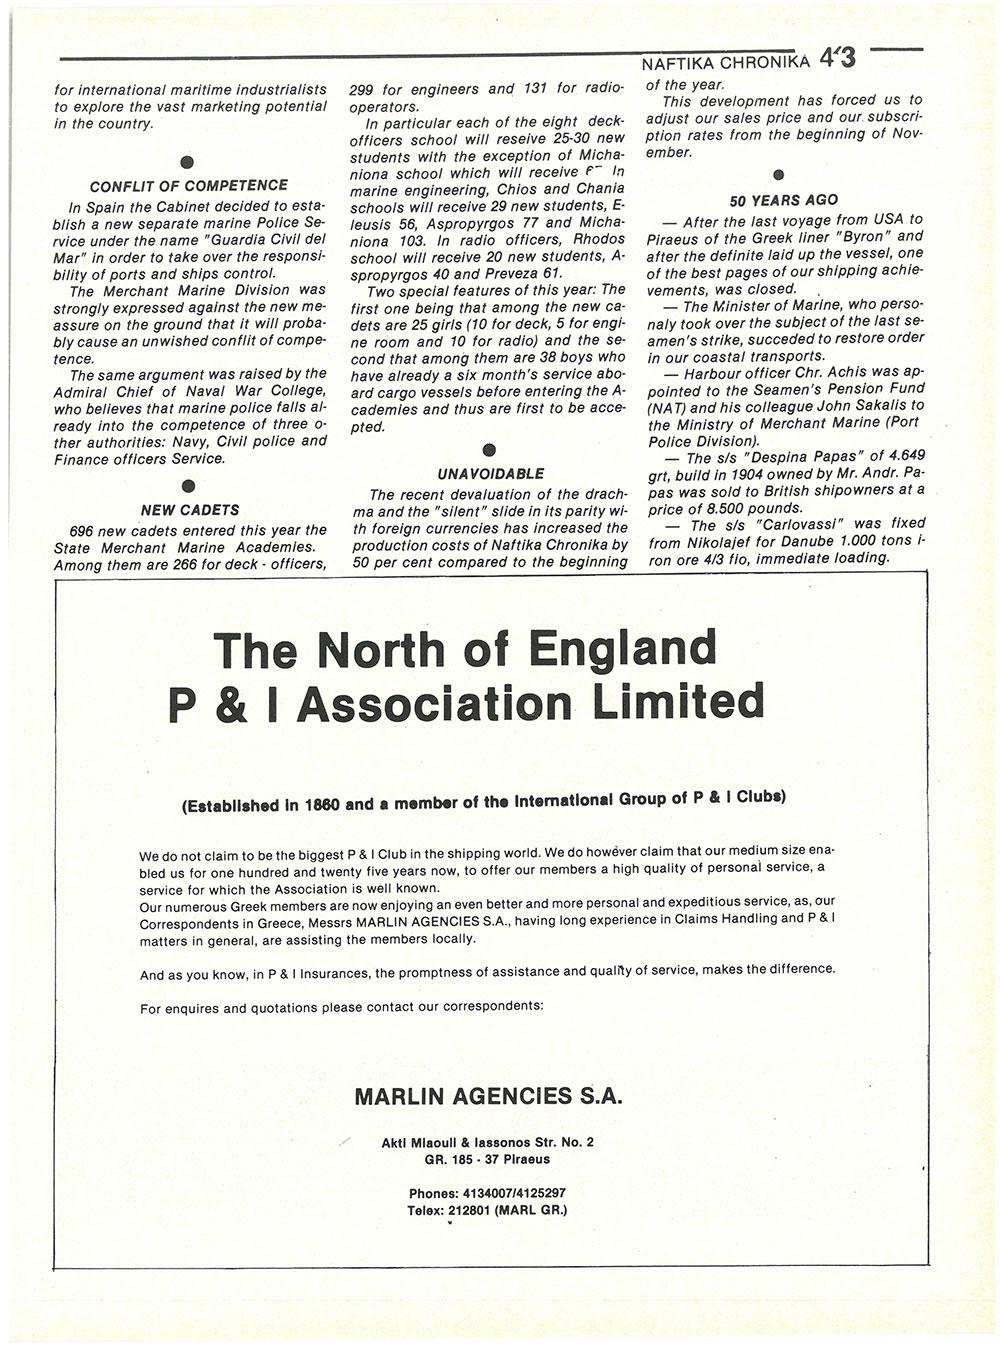 NAFTIKA CHRONIKA 43
for international maritime industrialists
to explore the vast marketing potential
in the country.
CONFLIT OF COMPETENCE
In Spain the Cabinet decided to esta-
blish a new separate marine Police Se-
rvice under the name "Guardia Civil del
Mar" in order to take over the responsi-
bility of ports and ships control.
The Merchant Marine Division was
strongly expressed against the new me-
assure on the ground that it will proba-
bly cause an unwished conflit of compe-
tence.
The same argument was raised by the
Admiral Chief of Naval War College,
who believes that marine police falls al-
ready into the competence of three o-
ther authorities: Navy, Civil police and
Finance officers Service.
NEW CADETS
696 new cadets entered this year the
State Merchant Marine Academies.
Among them are 266 for deck - officers,
299 for engineers and 131 for radio-
operators.
In particular each of the eight deck-
officers school will reseive 25-30 new
students with the exception of Micha-
niona school which will receive In
marine engineering, Chios and Chania
schools will receive 29 new students, E-
leusis 56, Aspropyrgos 77 and Micha-
niona 103. In radio officers, Rhodos
school will receive 20 new students, A-
spropyrgos 40 and Preveza 61.
Two special features of this year: The
first one being that among the new ca-
dets are 25 girls (10 for deck, 5 for engi-
ne room and 10 for radio) and the se-
cond that among them are 38 boys who
have already a six month's service abo-
ard cargo vessels before entering the A-
cademies and thus are first to be acce-
pted.
UNAVOIDABLE
The recent devaluation of the drach-
ma and the "silent" slide in its parity wi-
th foreign currencies has increased the
production costs of Naftika Chronika by
50 per cent compared to the beginning
of the year.
This development has forced us to
adjust our sales price and our subscri-
ption rates from the beginning of Nov-
ember.
50 YEARS AGO
— After the last voyage from USA to
Piraeus of the Greek liner "Byron" and
after the definite laid up the vessel, one
of the best pages of our shipping achie-
vements, was closed.
— The Minister of Marine, who perso-
naly took over the subject of the last se-
amen's strike, succeded to restore order
in our coastal transports.
— Harbour officer Chr. Achis was ap-
pointed to the Seamen's Pension Fund
(NAT) and his colleague John Sakalis to
the Ministry of Merchant Marine (Port
Police Division).
— The s/s "Despina Papas" of 4.649
grt, build in 1904 owned by Mr. Andr. Pa-
pas was sold to British shipowners at a
price of 8.500 pounds.
— The s/s "Carlovassi" was fixed
from Nikolajef for Danube 1.000 tons i-
ron ore 4/3 fio, immediate loading.
The North of England
P & I Association Limited
(Established in 1860 and a member of the International Group of P & I Clubs)
We do not claim to be the biggest P & I Club in the shipping world. We do however claim that our medium size ena-
bled us for one hundred and twenty five years now, to offer our members a high quality of personal service, a
service for which the Association is well known.
Our numerous Greek members are now enjoying an even better and more personal and expeditious service, as, our
Correspondents in Greece, Messrs MARLIN AGENCIES S.A., having long experience in Claims Handling and P & I
matters in general, are assisting the members locally.
And as you know, in P & I Insurances, the promptness of assistance and quality of service, makes the difference.
For enquires and quotations please contact our correspondents:
MARLIN AGENCIES S.A.
Akti Miaouli & Iassonos Str. No. 2
GR. 185 - 37 Piraeus
Phones: 4134007/4125297
Telex: 212801 (MARL GR.)